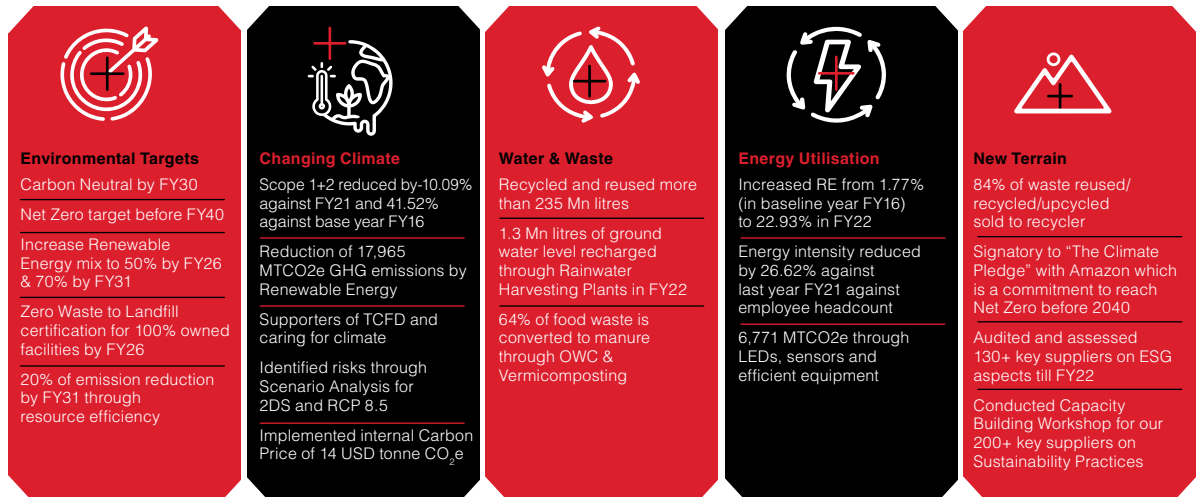 Environmental Targets
Carbon Neutral by FY30
Net Zero target before FY40
Increase Renewable
Energy mix to 50% by FY26
& 70% by FY31
Zero Waste to Landfill
certification for 100% owned
facilities by FY26
20% of emission reduction
by FY31 through
resource efficiency
Changing Climate
Scope 1+2 reduced by-10.09%
against FY21 and 41.52%
against base year FY16
Reduction of 17,965
MTCO2e GHG emissions by
Renewable Energy
Supporters of TCFD and
caring for climate
Identified risks through
Scenario Analysis for
2DS and RCP 8.5
Implemented internal Carbon
Price of 14 USD tonne CO₂e
Water & Waste
Recycled and reused more
than 235 Mn litres
1.3 Mn litres of ground
water level recharged
through Rainwater
Harvesting Plants in FY22
64% of food waste is
converted to manure
through OWC &
Vermicomposting
Energy Utilisation
Increased RE from 1.77%
(in baseline year FY16)
to 22.93% in FY22
Energy intensity reduced
by 26.62% against
last year FY21 against
employee headcount
6,771 MTCO2e through
LEDs, sensors and
efficient equipment
New Terrain
84% of waste reused/
recycled/upcycled
sold to recycler
Signatory to “The Climate
Pledge” with Amazon which
is a commitment to reach
Net Zero before 2040
Audited and assessed
130+ key suppliers on ESG
aspects till FY22
Conducted Capacity
Building Workshop for our
200+ key suppliers on
Sustainability Practices